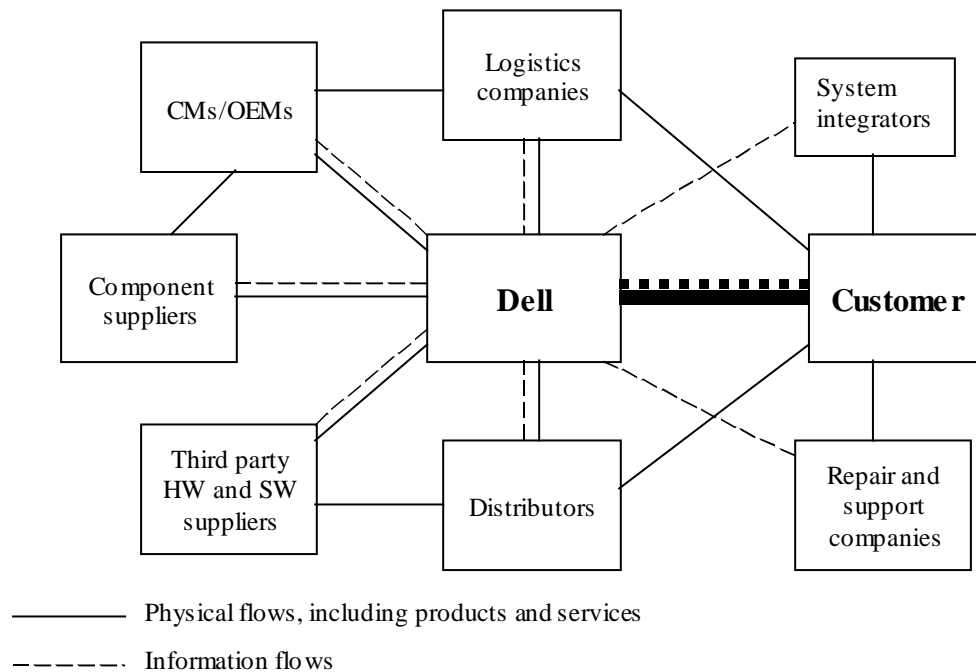 Logistics
companies
CMs/OEMs
System
integrators
Component
suppliers
Dell
Customer
Third party
HW and SW
suppliers
Distributors
Repair and
support
companies
Physical flows, including products and services
Information flows